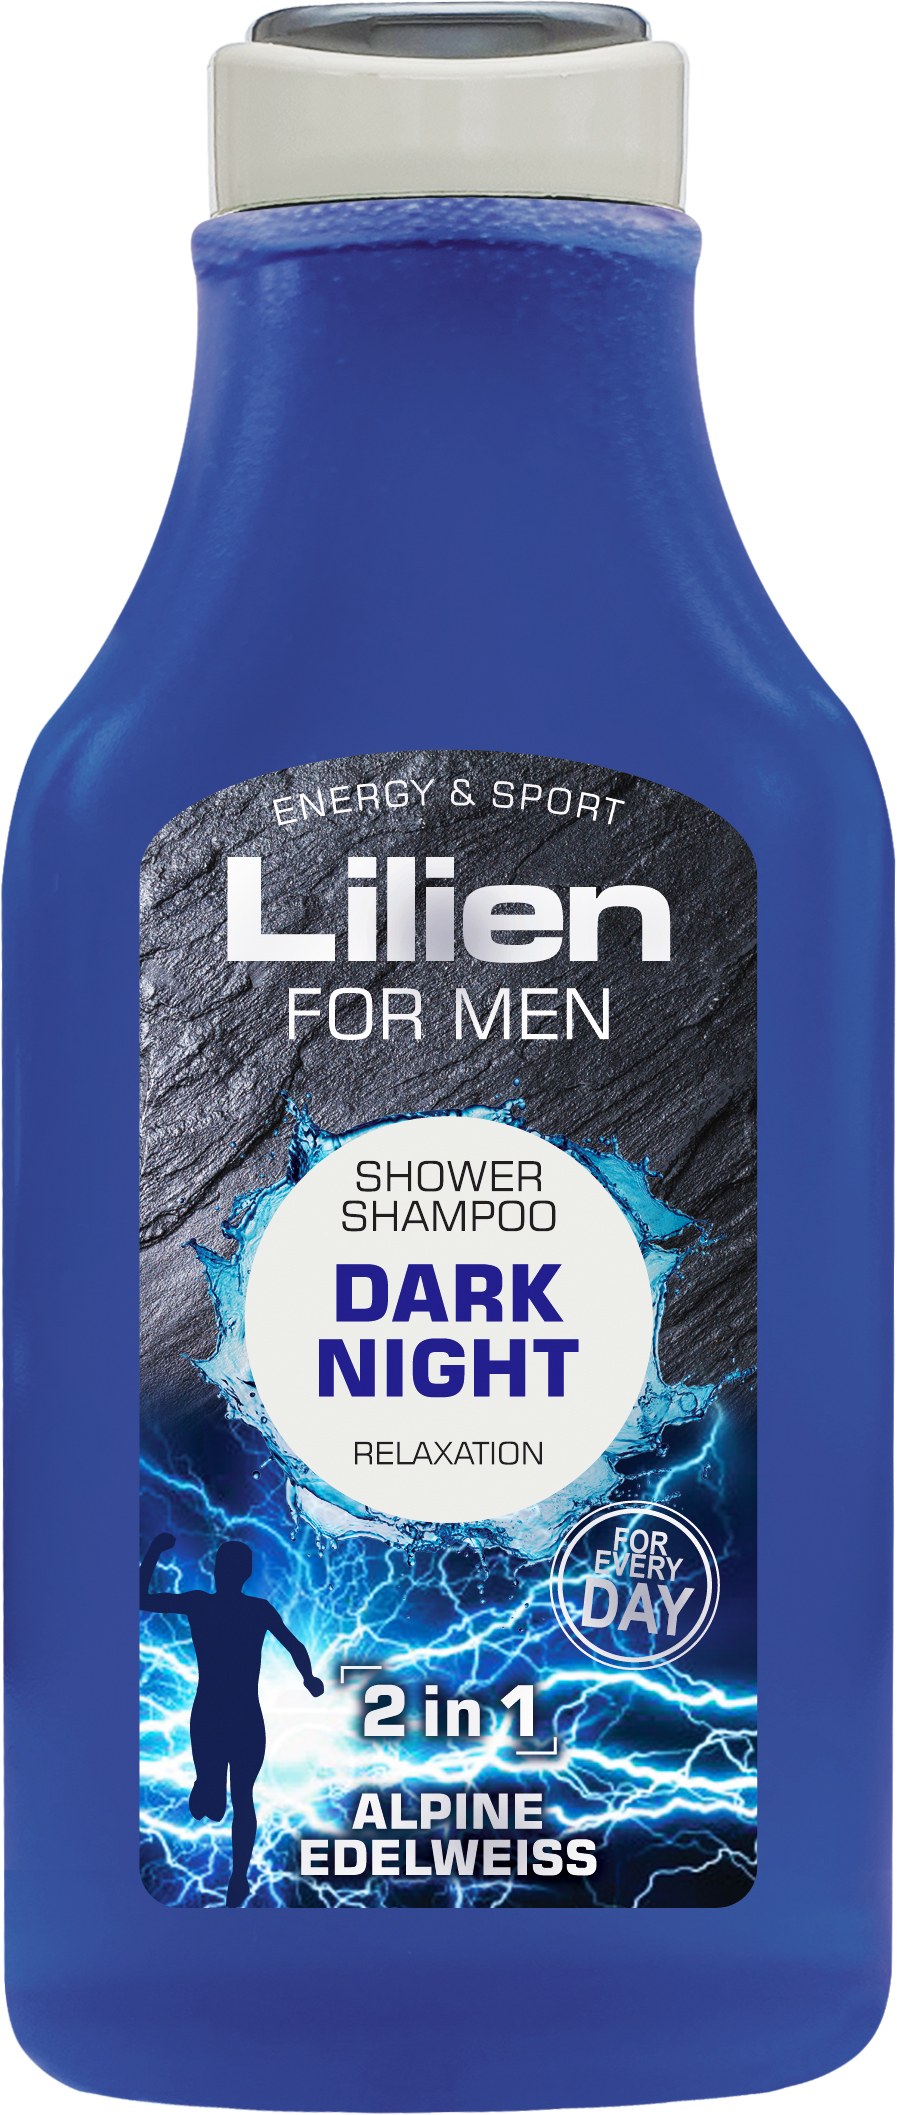 ENERGY & SPORT
Lilien
FOR MEN
SHOWER
SHAMPOO
DARK
NIGHT
RELAXATION
FOR
EVERY
DAY
2 in 1
ALPINE
EDELWEISS